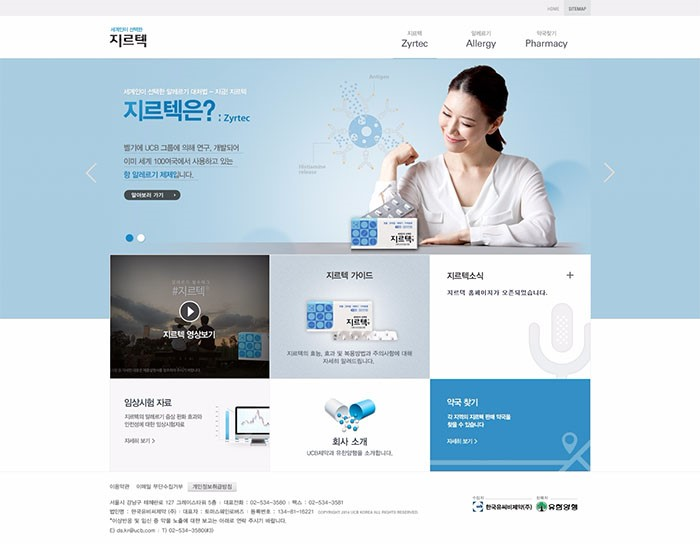 HOME SITEMAP
세계인이 선택한
지르텍
지르텍 알레르기 약국찾기
Zyrtec Allergy Pharmacy
세계인이 선택한 알레르기 대처법 - 지금! 지르텍
지르텍은? : Zyrtec
Antigen
Histamine
release
벨기에 UCB 그룹에 의해 연구, 개발되어
이미 세계 100여국에서 사용하고 있는
항 알레르기 제제입니다.
알아보러 가기
지르텍
#지르텍
지르텍 영상보기
지르텍 가이드
지르텍
지르텍의 효능, 효과 및 복용방법과 주의사항에 대해
자세히 알려드립니다.
지르텍소식 +
지르텍 홈페이지가 오픈되었습니다.
임상시험 자료
지르텍의 알레르기 증상 완화 효과와
안전성에 대한 임상시험자료
자세히 보기 >
회사 소개
UCB제약과 유한양행을 소개합니다.
약국 찾기
각 지역의 지르텍 판매 약국을
찾을 수 있습니다
자세히 보기 >
이용약관 이메일 무단수집거부 개인정보취급방침
서울시 강남구 테헤란로 127 그레이스타워 5층 대표전화 : 02-534-3580 팩스 : 02-534-3581
법인명 : 한국유씨비제약 (주) 대표자 : 토마스웨인로버츠 등록번호 : 134-81-15221 COPYRIGHT 2014 UCB KOREA ALL RIGHTS RESERVED.
*이상반응 및 임신 중 약물 노출에 대한 보고는 아래로 연락 주시기 바랍니다.
E) ds.kr@ucb.com T) 02-534-3580(#3)
수입자 판매자
한국유씨비제약(주) 유한양행